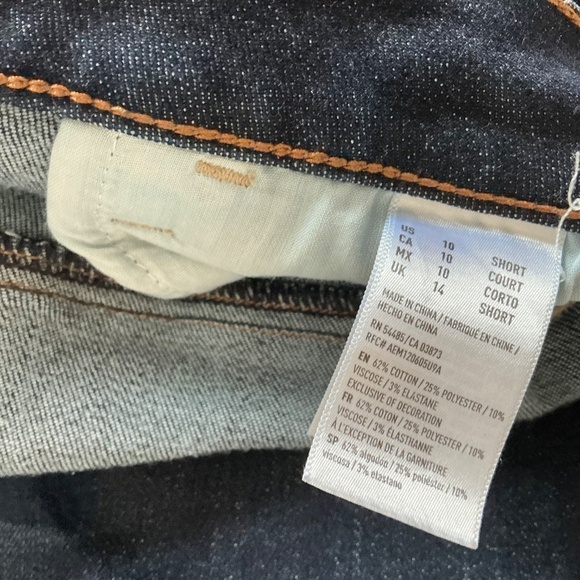 US 10 SHORT
CA 10 COURT
MX 10 CORTO
UK 14 SHORT
MADE IN CHINA / FABRIQUÉ EN CHINE /
HECHO EN CHINA
RN 54485 / CA 03873
RFC# AEM120605U9A
EN 62% COTTON / 25% POLYESTER / 10%
VISCOSE / 3% ELASTANE
EXCLUSIVE OF DECORATION
FR 62% COTON / 25% POLYESTER / 10%
VISCOSE / 3% ELASTHANNE
À L'EXCEPTION DE LA GARNITURE
SP 62% algodón / 25% poliéster / 10%
viscosa / 3% elastano